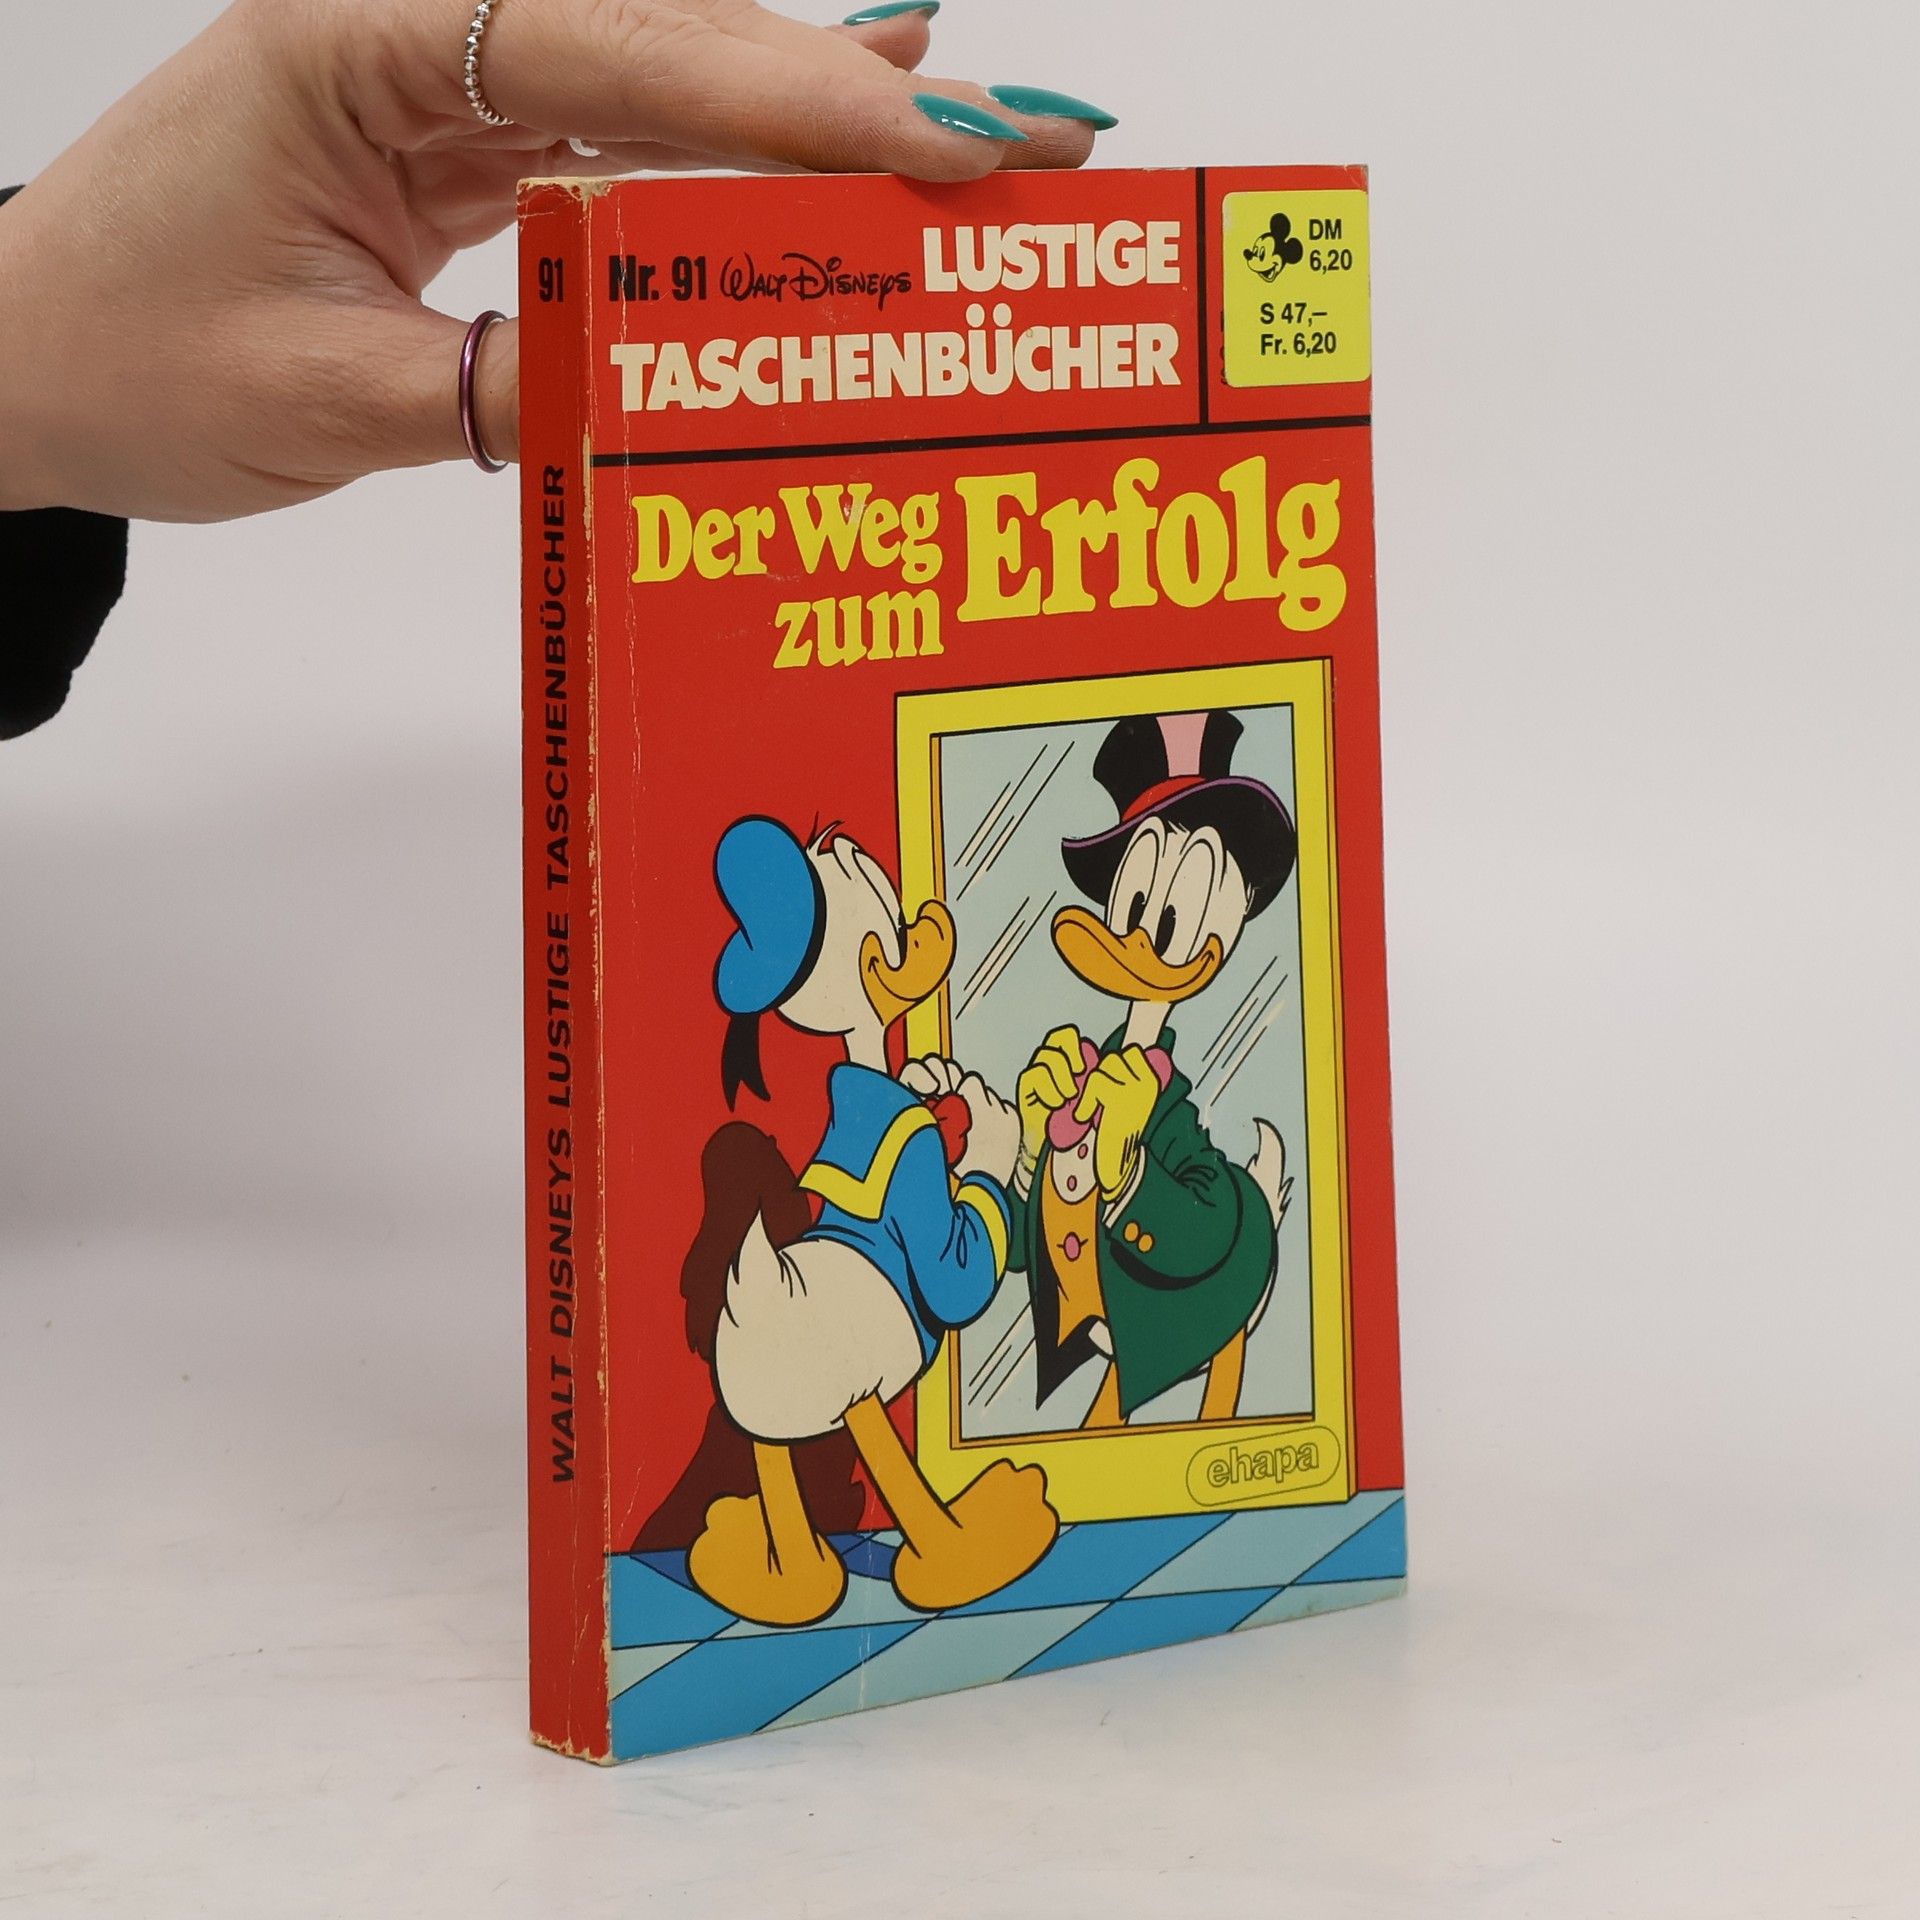 91
WALT DISNEYS LUSTIGE TASCHENBÜCHER
Nr. 91 Walt Disneys LUSTIGE
TASCHENBÜCHER
DM
6,20
S 47,–
Fr. 6,20
Der Weg Erfolg
zum
ehapa